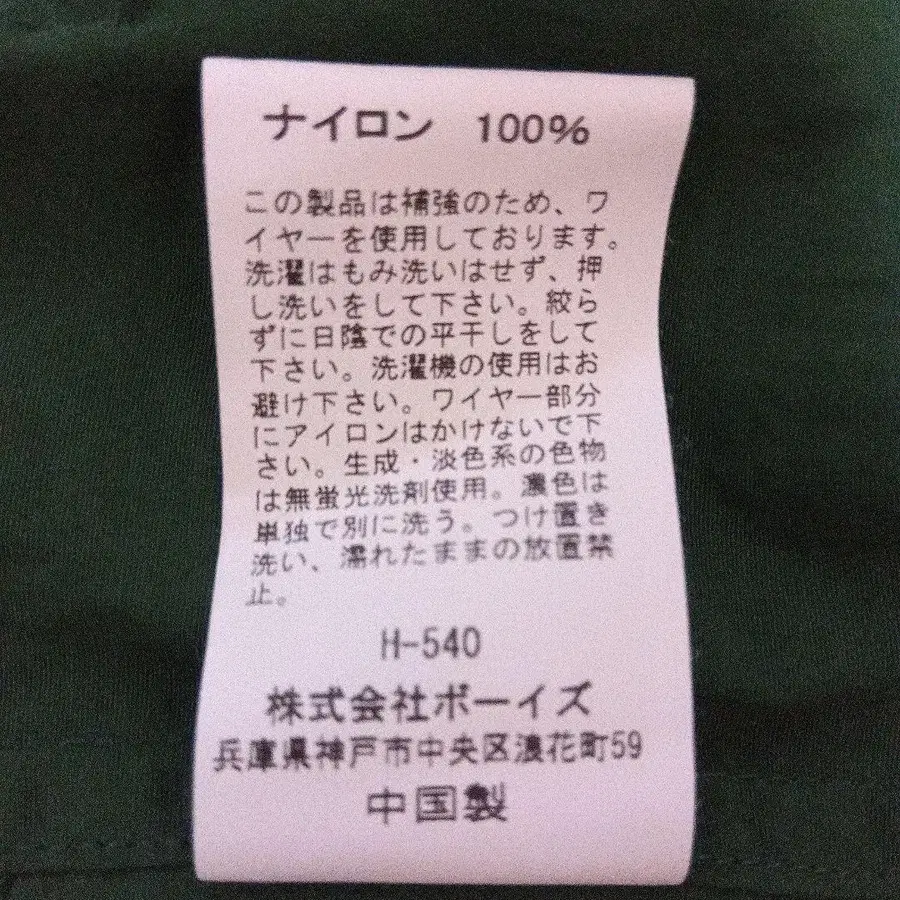 ナイロン 100%
この製品は補強のため、ワ
イヤーを使用しております。
洗濯はもみ洗いはせず、押
し洗いをして下さい。絞ら
ずに日陰での平干しをして
下さい。洗濯機の使用はお
避け下さい。ワイヤー部分
にアイロンはかけないで下
さい。生成・淡色系の色物
は無蛍光洗剤使用。濃色は
単独で別に洗う。つけ置き
洗い、濡れたままの放置禁
止。
H-540
株式会社ボーイズ
兵庫県神戸市中央区浪花町59
中国製